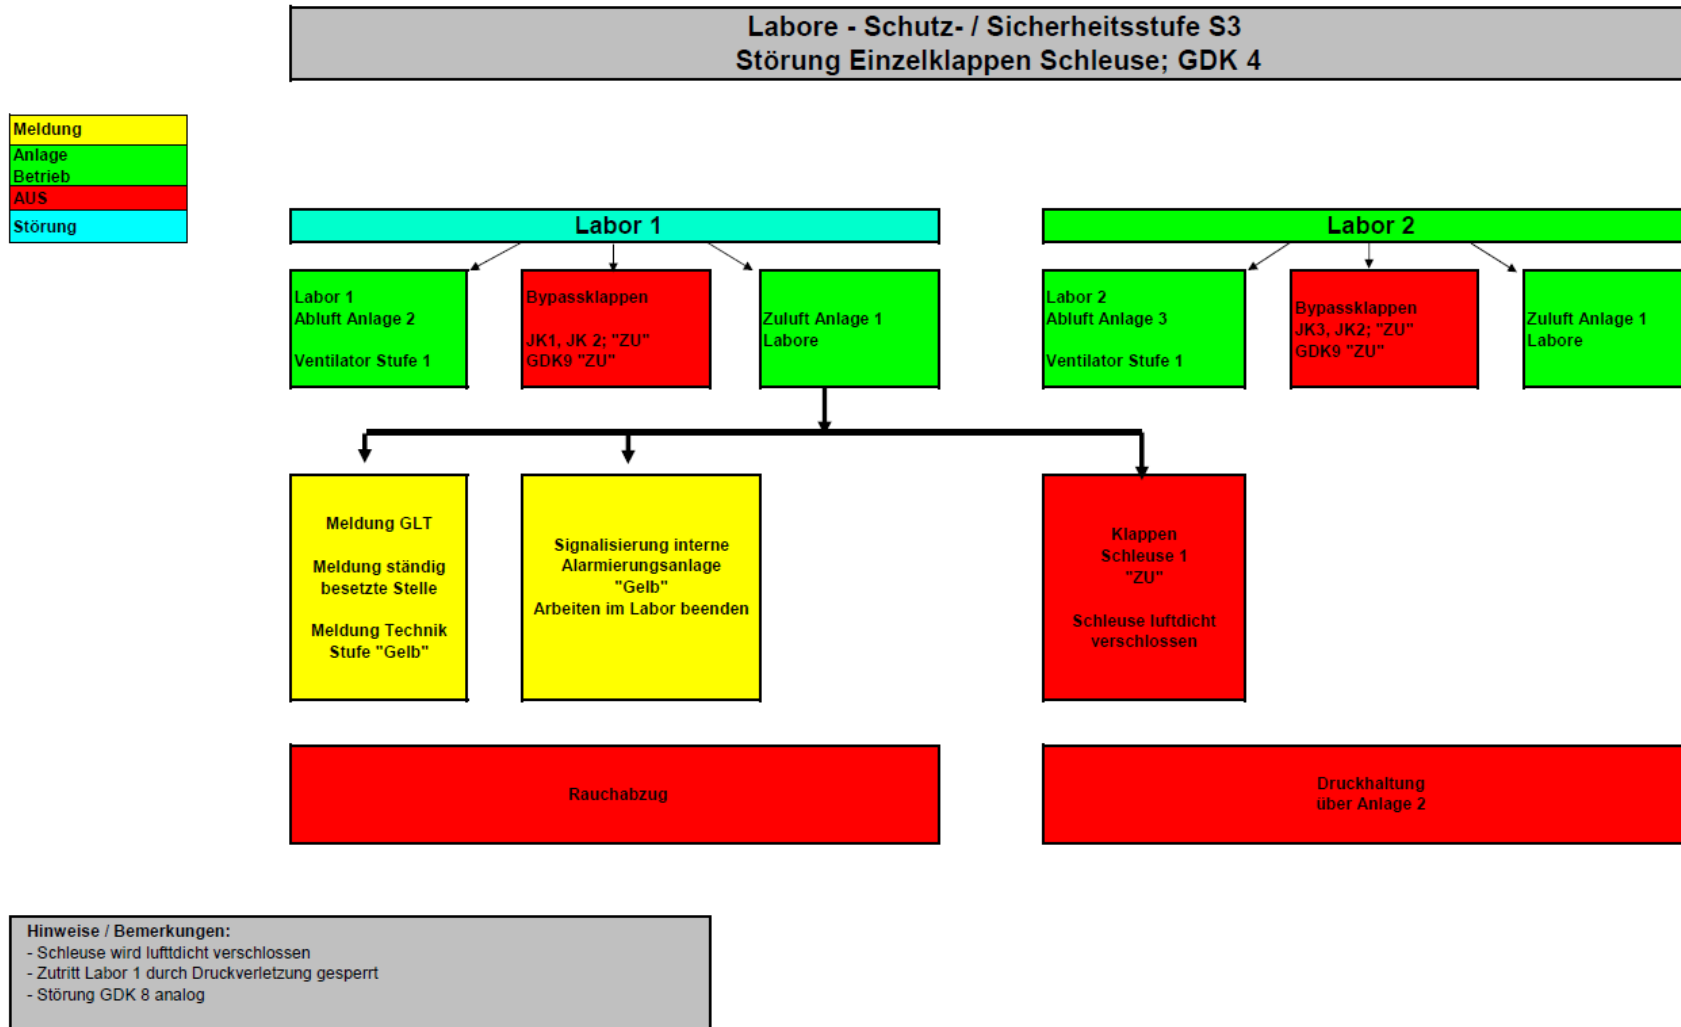 Labore - Schutz- / Sicherheitsstufe S3
Störung Einzelklappen Schleuse; GDK 4
Meldung
Anlage
Betrieb
AUS
Störung
Labor 1
Labor 2
Labor 1
Abluft Anlage 2
Ventilator Stufe 1
Bypassklappen
JK1, JK 2; "ZU"
GDK9 "ZU"
Zuluft Anlage 1
Labore
Labor 2
Abluft Anlage 3
Ventilator Stufe 1
Bypassklappen
JK3, JK2; "ZU"
GDK9 "ZU"
Zuluft Anlage 1
Labore
Meldung GLT
Meldung ständig
besetzte Stelle
Meldung Technik
Stufe "Gelb"
Signalisierung interne
Alarmierungsanlage
"Gelb"
Arbeiten im Labor beenden
Klappen
Schleuse 1
"ZU"
Schleuse luftdicht
verschlossen
Rauchabzug
Druckhaltung
über Anlage 2
Hinweise / Bemerkungen:
- Schleuse wird lufttdicht verschlossen
- Zutritt Labor 1 durch Druckverletzung gesperrt
- Störung GDK 8 analog